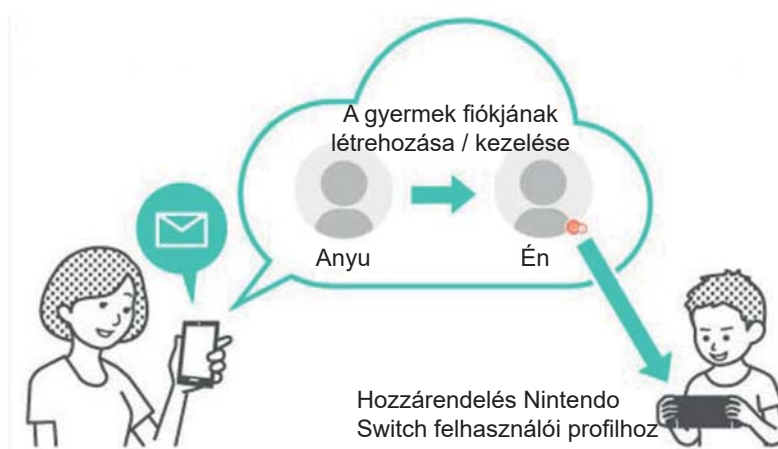 A gyermek fiókjának
létrehozása / kezelése
Anyu
Én
Hozzárendelés Nintendo
Switch felhasználói profilhoz